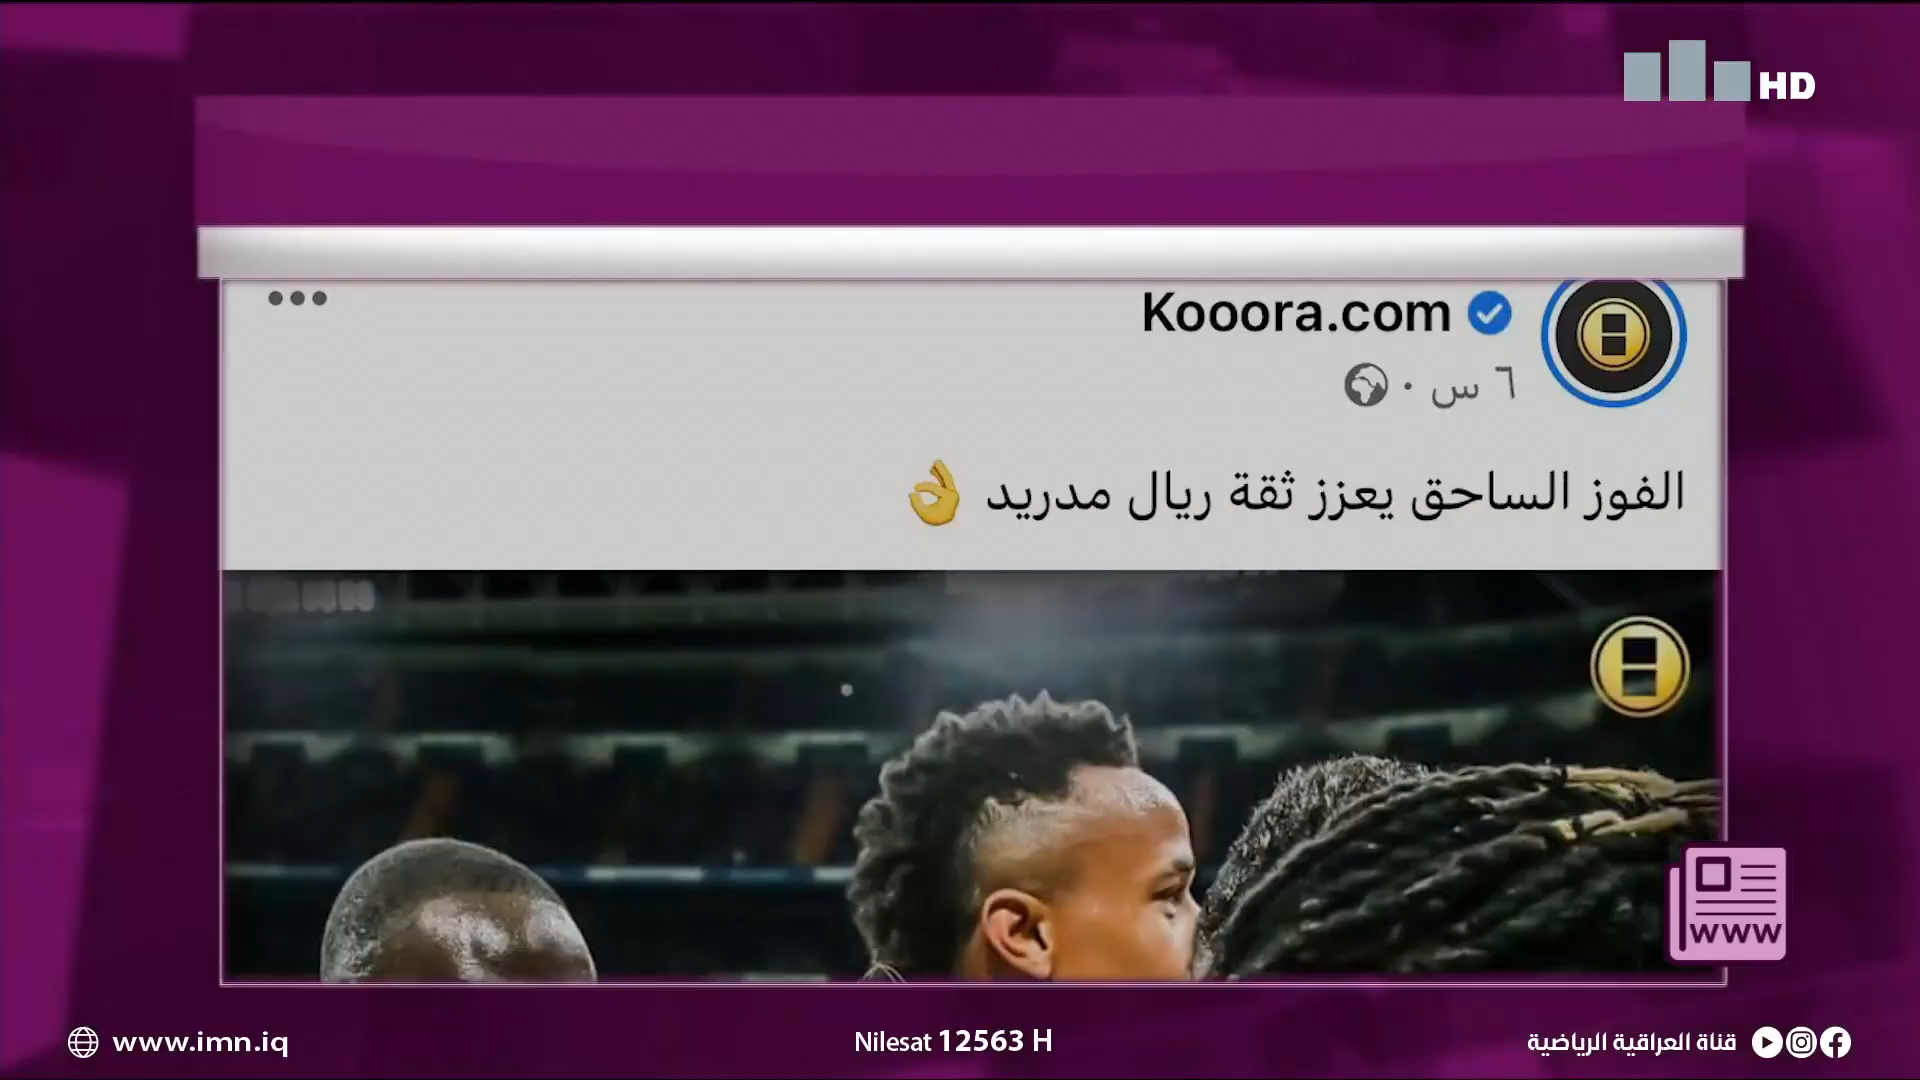 HD
Kooora.com
٦ س
الفوز الساحق يعزز ثقة ريال مدريد 👌
www
www.imn.iq
Nilesat 12563 H
قناة العراقية الرياضية